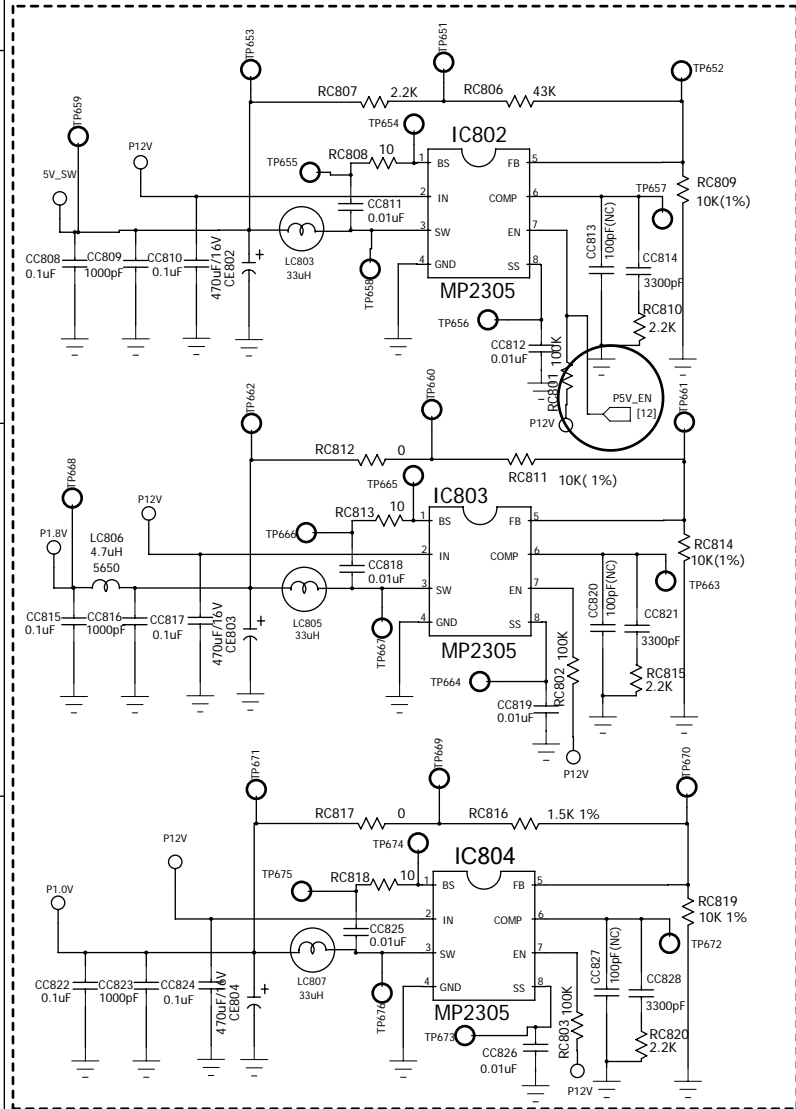 TP653
TP651
TP652
TP659
RC807 2.2K RC806 43K
TP654
P12V
TP655
RC808 10
IC802
5V_SW
1 BS FB 5
2 IN COMP 6
3 SW EN 7
4 GND SS 8
MP2305
CC811
0.01uF
TP657
RC809
10K(1%)
CC808
0.1uF
CC809
1000pF
CC810
0.1uF
470uF/16V
CE802
+
LC803
33uH
TP658
CC813
100pF(NC)
CC814
3300pF
RC810
2.2K
TP656
CC812
0.01uF
RC801 100K
P12V
P5V_EN
[12]
TP662
TP660
TP661
TP668
RC812 0
RC811 10K( 1%)
TP665
P12V
TP666
RC813 10
IC803
P1.8V
LC806
4.7uH
5650
1 BS FB 5
2 IN COMP 6
3 SW EN 7
4 GND SS 8
MP2305
CC818
0.01uF
RC814
10K(1%)
TP663
CC815
0.1uF
CC816
1000pF
CC817
0.1uF
470uF/16V
CE803
+
LC805
33uH
TP667
CC820
100pF(NC)
CC821
3300pF
RC815
2.2K
TP664
CC819
0.01uF
RC802 100K
P12V
TP671
TP669
TP670
RC817 0 RC816 1.5K 1%
P12V
TP674
TP675
RC818 10
IC804
P1.0V
1 BS FB 5
2 IN COMP 6
3 SW EN 7
4 GND SS 8
MP2305
CC825
0.01uF
RC819
10K 1%
TP672
CC822
0.1uF
CC823
1000pF
CC824
0.1uF
470uF/16V
CE804
+
LC807
33uH
TP676
CC827
100pF(NC)
CC828
3300pF
RC820
2.2K
TP673
CC826
0.01uF
RC803 100K
P12V